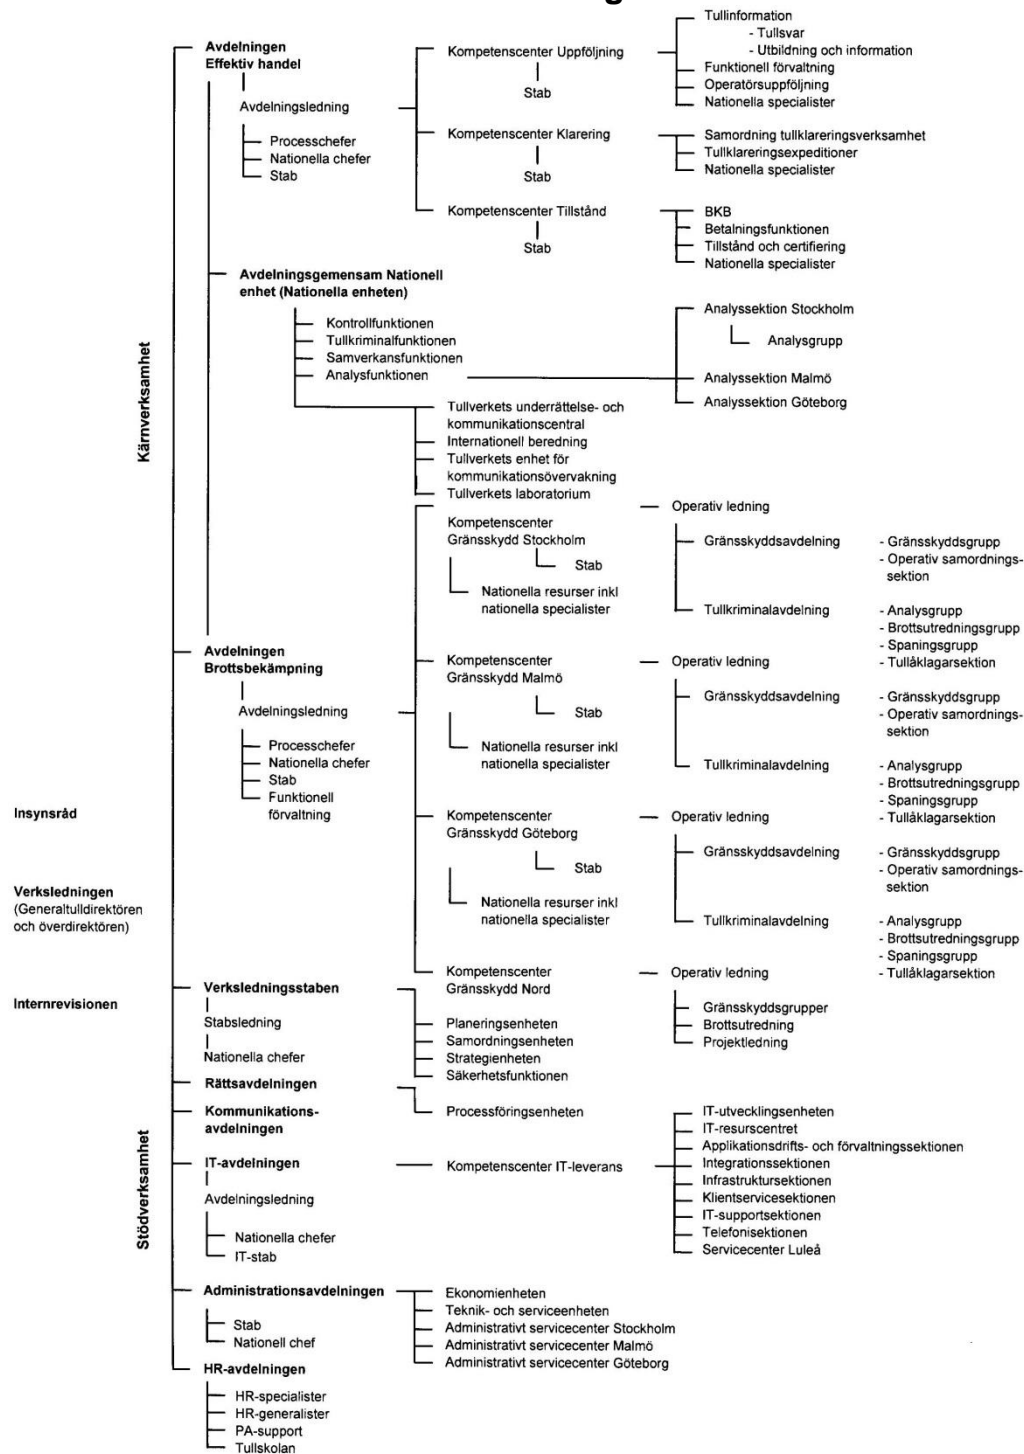 Avdelningen
Effektiv handel
Avdelningsledning
Processchefer
Nationella chefer
Stab
Kompetenscenter Uppföljning
Stab
Tullinformation
- Tullsvar
- Utbildning och information
Funktionell förvaltning
Operatörsuppföljning
Nationella specialister
Kompetenscenter Klarering
Stab
Samordning tullklareringsverksamhet
Tullklareringsexpeditioner
Nationella specialister
Kompetenscenter Tillstånd
Stab
BKB
Betalningsfunktionen
Tillstånd och certifiering
Nationella specialister
Kärnverksamhet
Avdelningsgemensam Nationell
enhet (Nationella enheten)
Kontrollfunktionen
Tullkriminalfunktionen
Samverkansfunktionen
Analysfunktionen
Analyssektion Stockholm
Analysgrupp
Analyssektion Malmö
Analyssektion Göteborg
Tullverkets underrättelse- och
kommunikationscentral
Internationell beredning
Tullverkets enhet för
kommunikationsövervakning
Tullverkets laboratorium
Avdelningen
Brottsbekämpning
Avdelningsledning
Processchefer
Nationella chefer
Stab
Funktionell
förvaltning
Kompetenscenter
Gränsskydd Stockholm
Stab
Nationella resurser inkl
nationella specialister
Operativ ledning
Gränsskyddsavdelning
- Gränsskyddsgrupp
- Operativ samordnings-
sektion
Tullkriminalavdelning
- Analysgrupp
- Brottsutredningsgrupp
- Spaningsgrupp
- Tullåklagarsektion
Kompetenscenter
Gränsskydd Malmö
Stab
Nationella resurser inkl
nationella specialister
Operativ ledning
Gränsskyddsavdelning
- Gränsskyddsgrupp
- Operativ samordnings-
sektion
Tullkriminalavdelning
- Analysgrupp
- Brottsutredningsgrupp
- Spaningsgrupp
- Tullåklagarsektion
Kompetenscenter
Gränsskydd Göteborg
Stab
Nationella resurser inkl
nationella specialister
Operativ ledning
Gränsskyddsavdelning
- Gränsskyddsgrupp
- Operativ samordnings-
sektion
Tullkriminalavdelning
- Analysgrupp
- Brottsutredningsgrupp
- Spaningsgrupp
- Tullåklagarsektion
Kompetenscenter
Gränsskydd Nord
Operativ ledning
Gränsskyddsgrupper
Brottsutredning
Projektledning
Insynsråd
Verksledningen
(Generaltulldirektören
och överdirektören)
Internrevisionen
Stödverksamhet
Verksledningsstaben
Stabsledning
Nationella chefer
Planeringsenheten
Samordningsenheten
Strategienheten
Säkerhetsfunktionen
Rättsavdelningen
Processföringsenheten
Kommunikations-
avdelningen
IT-avdelningen
Avdelningsledning
Nationella chefer
IT-stab
Kompetenscenter IT-leverans
IT-utvecklingsenheten
IT-resurscentret
Applikationsdrifts- och förvaltningssektionen
Integrationssektionen
Infrastruktursektionen
Klientservicesektionen
IT-supportsektionen
Telefonisektionen
Servicecenter Luleå
Administrationsavdelningen
Stab
Nationell chef
Ekonomienheten
Teknik- och serviceenheten
Administrativt servicecenter Stockholm
Administrativt servicecenter Malmö
Administrativt servicecenter Göteborg
HR-avdelningen
HR-specialister
HR-generalister
PA-support
Tullskolan